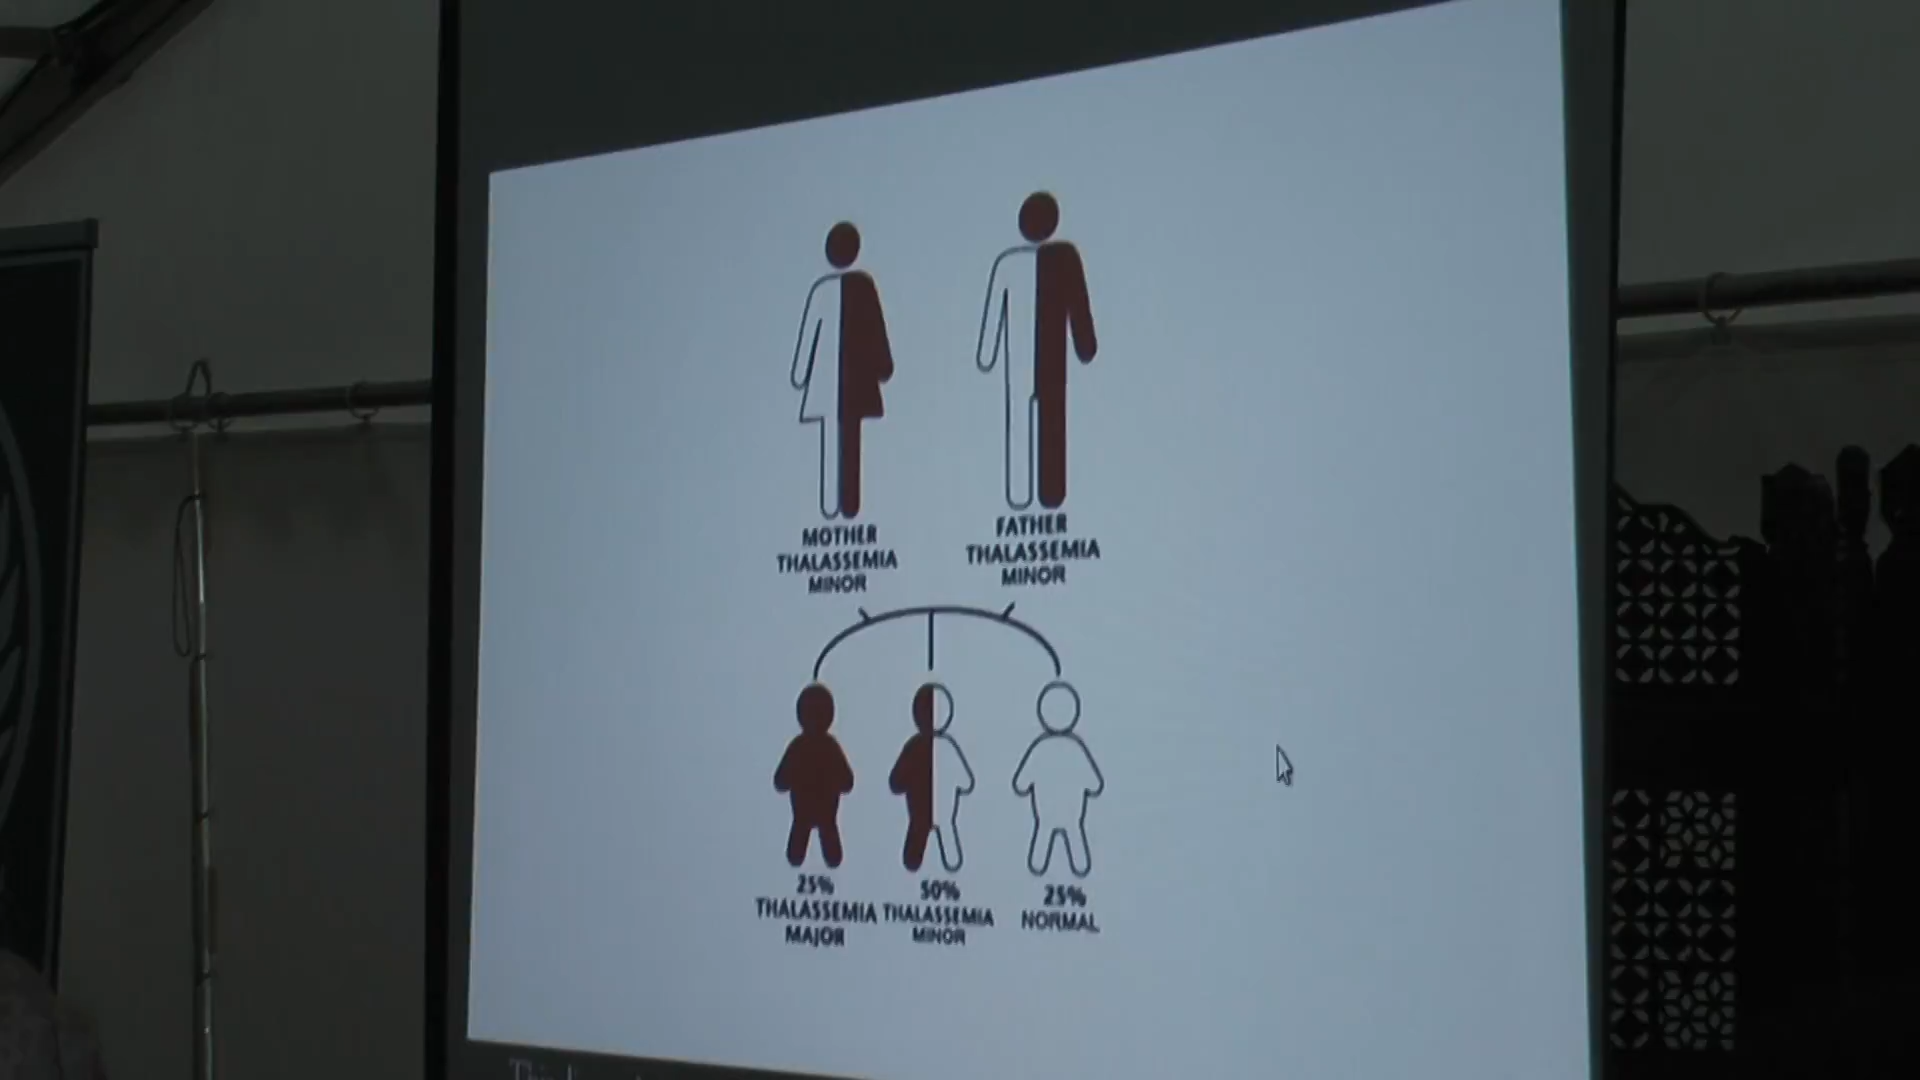 MOTHER
THALASSEMIA
MINOR
FATHER
THALASSEMIA
MINOR
25%
THALASSEMIA
MAJOR
50%
THALASSEMIA
MINOR
25%
NORMAL